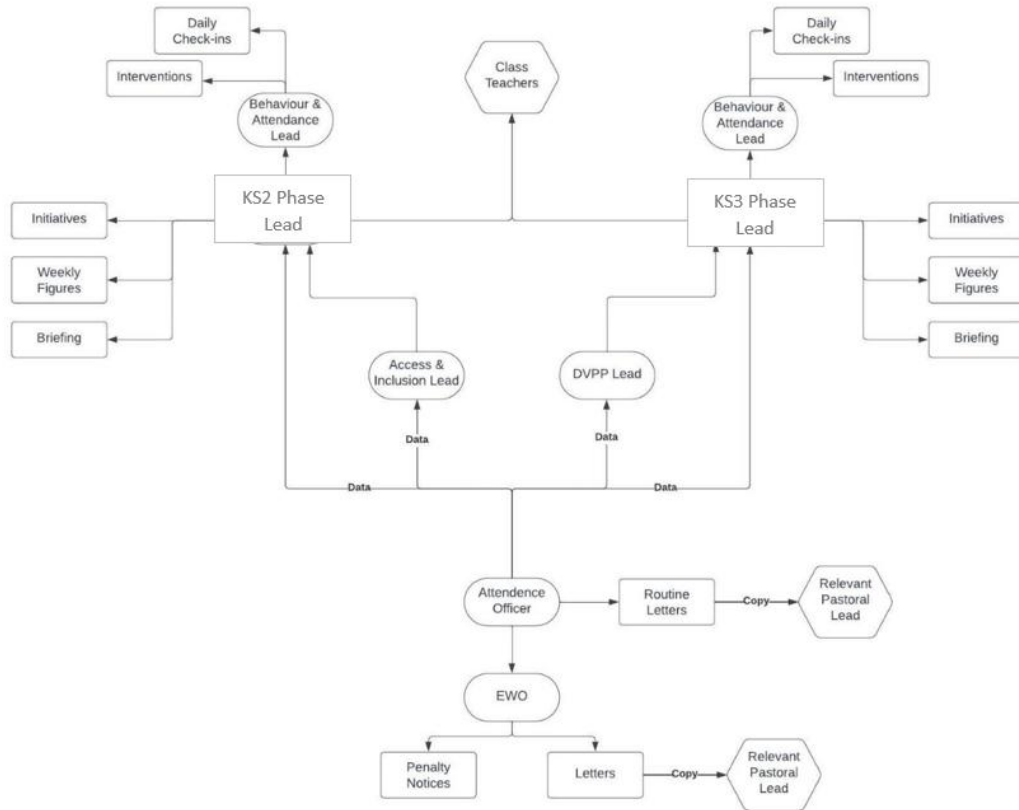 Daily
Check-ins
Interventions
Behaviour &
Attendance
Lead
Class
Teachers
Daily
Check-ins
Interventions
Behaviour &
Attendance
Lead
KS2 Phase
Lead
KS3 Phase
Lead
Initiatives
Weekly
Figures
Briefing
Initiatives
Weekly
Figures
Briefing
Access &
Inclusion Lead
DVPP Lead
Data
Data
Data
Data
Attendence
Officer
Routine
Letters
Copy
Relevant
Pastoral
Lead
EWO
Penalty
Notices
Letters
Copy
Relevant
Pastoral
Lead